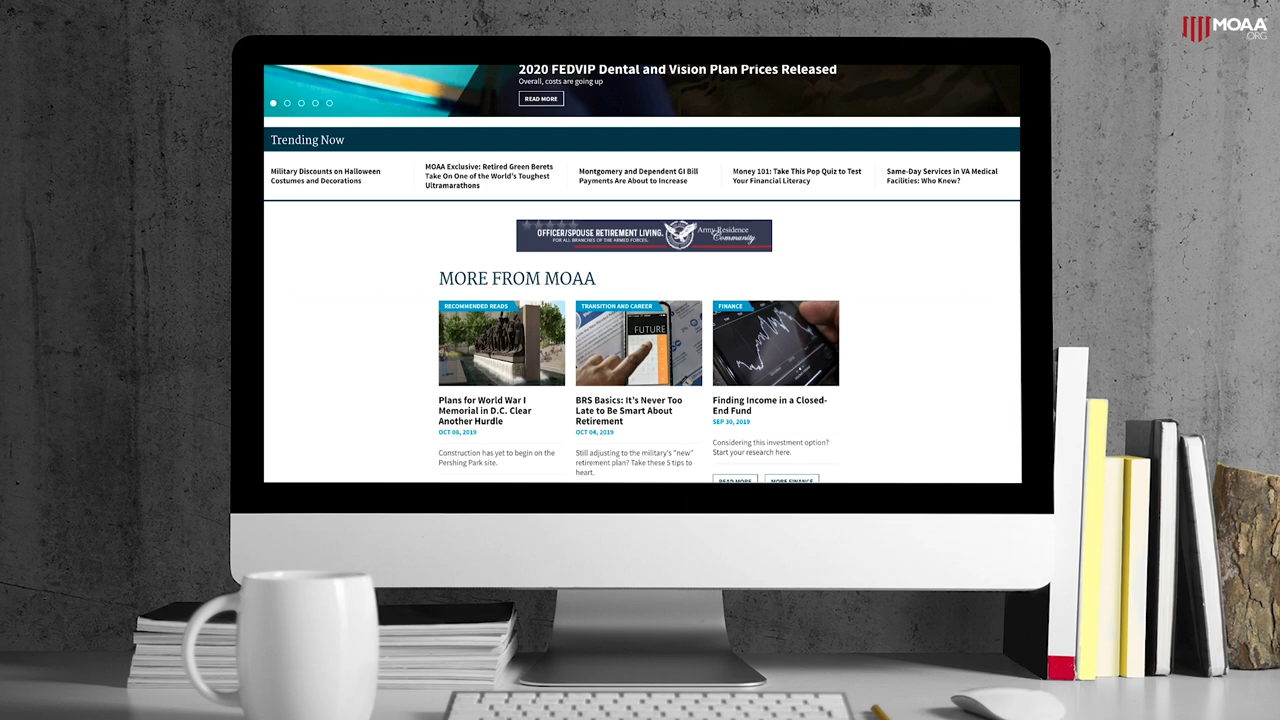 MOAA
.ORG
2020 FEDVIP Dental and Vision Plan Prices Released
Overall, costs are going up
READ MORE
Trending Now
Military Discounts on Halloween
Costumes and Decorations
MOAA Exclusive: Retired Green Berets
Take On One of the World's Toughest
Ultramarathons
Montgomery and Dependent GI Bill
Payments Are About to Increase
Money 101: Take This Pop Quiz to Test
Your Financial Literacy
Same-Day Services in VA Medical
Facilities: Who Knew?
OFFICER/SPOUSE RETIREMENT LIVING.
FOR ALL BRANCHES OF THE ARMED FORCES.
Army Residence
Community
MORE FROM MOAA
RECOMMENDED READS
Plans for World War I
Memorial in D.C. Clear
Another Hurdle
OCT 08, 2019
Construction has yet to begin on the
Pershing Park site.
TRANSITION AND CAREER
FUTURE
BRS Basics: It's Never Too
Late to Be Smart About
Retirement
OCT 04, 2019
Still adjusting to the military's "new"
retirement plan? Take these 5 tips to
heart.
FINANCE
Finding Income in a Closed-
End Fund
SEP 30, 2019
Considering this investment option?
Start your research here.
READ MORE
MORE FINANCE